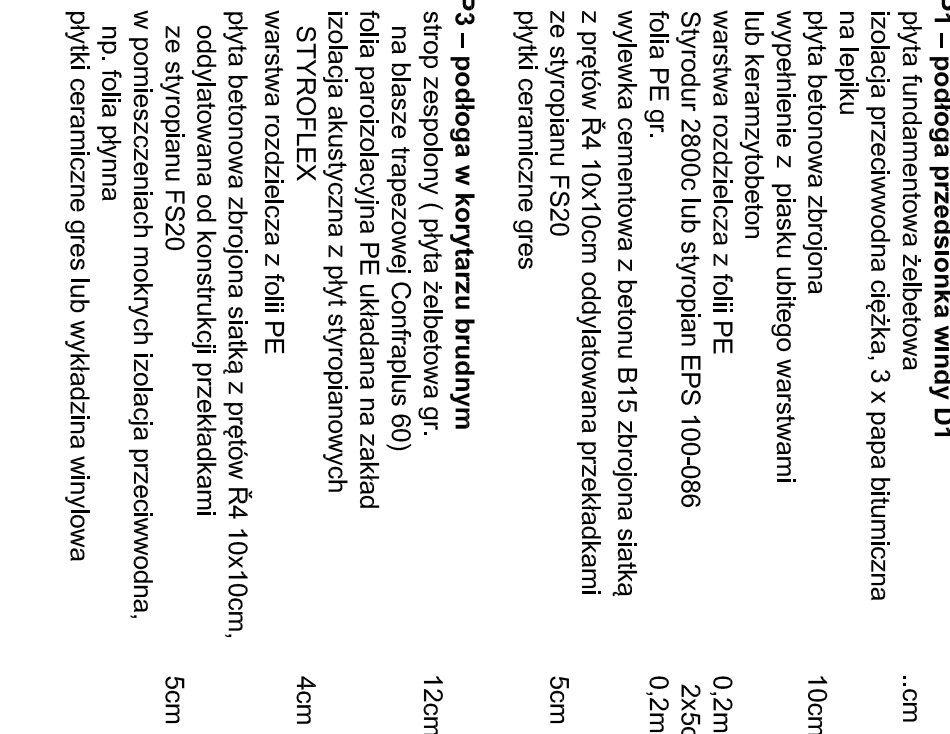 P1 – podłoga przedsionka windy D1
płyta fundamentowa żelbetowa ..cm
izolacja przeciwwodna ciężka, 3 x papa bitumiczna
na lepiku
płyta betonowa zbrojona 10cm
wypełnienie z piasku ubitego warstwami
lub keramzytobeton
warstwa rozdzielcza z folii PE 0,2m
Styrodur 2800c lub styropian EPS 100-086 2x5c
folia PE gr. 0,2m
wylewka cementowa z betonu B15 zbrojona siatką
z prętów Ř4 10x10cm oddylatowana przekładkami
ze styropianu FS20 5cm
płytki ceramiczne gres
P3 – podłoga w korytarzu brudnym
strop zespolony ( płyta żelbetowa gr. 12cm
na blasze trapezowej Confraplus 60)
folia paroizolacyjna PE układana na zakład
izolacja akustyczna z płyt styropianowych
STYROFLEX 4cm
warstwa rozdzielcza z folii PE
płyta betonowa zbrojona siatką z prętów Ř4 10x10cm,
oddylatowana od konstrukcji przekładkami
ze styropianu FS20 5cm
w pomieszczeniach mokrych izolacja przeciwwodna,
np. folia płynna
płytki ceramiczne gres lub wykładzina winylowa